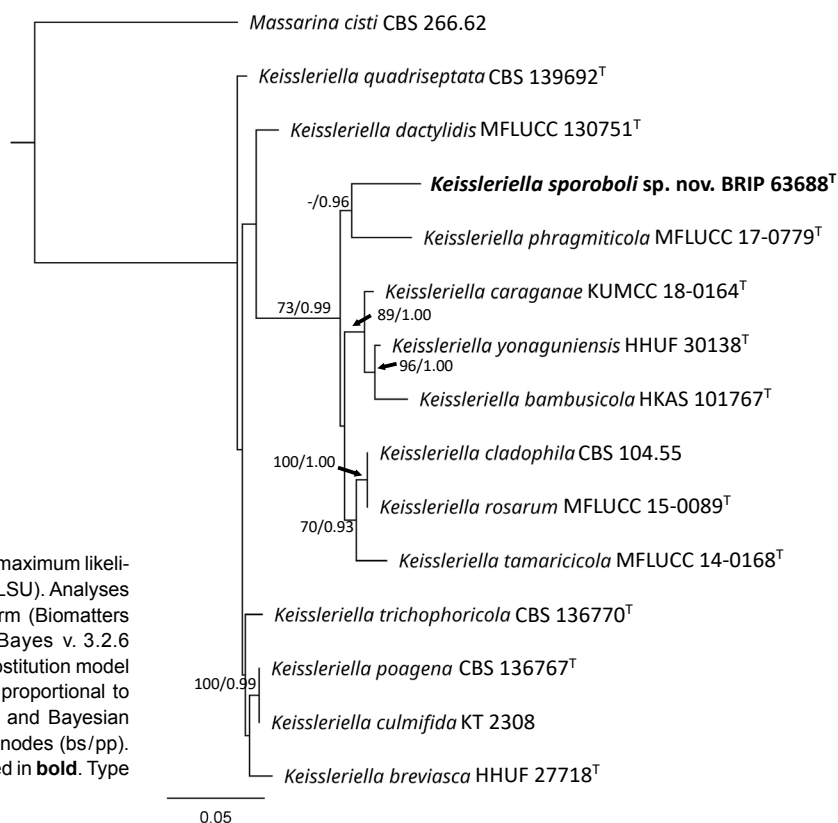 Massarina cisti CBS 266.62
Keissleriella quadriseptata CBS 139692ᵀ
Keissleriella dactylidis MFLUCC 130751ᵀ
Keissleriella sporoboli sp. nov. BRIP 63688ᵀ
-/0.96
Keissleriella phragmiticola MFLUCC 17-0779ᵀ
Keissleriella caraganae KUMCC 18-0164ᵀ
73/0.99
89/1.00
Keissleriella yonaguniensis HHUF 30138ᵀ
96/1.00
Keissleriella bambusicola HKAS 101767ᵀ
Keissleriella cladophila CBS 104.55
100/1.00
Keissleriella rosarum MFLUCC 15-0089ᵀ
70/0.93
Keissleriella tamaricicola MFLUCC 14-0168ᵀ
Keissleriella trichophoricola CBS 136770ᵀ
Keissleriella poagena CBS 136767ᵀ
100/0.99
Keissleriella culmifida KT 2308
Keissleriella breviasca HHUF 27718ᵀ
0.05
maximum likeli-
LSU). Analyses
rm (Biomatters
Bayes v. 3.2.6
ostitution model
proportional to
and Bayesian
nodes (bs/pp).
ed in bold. Type